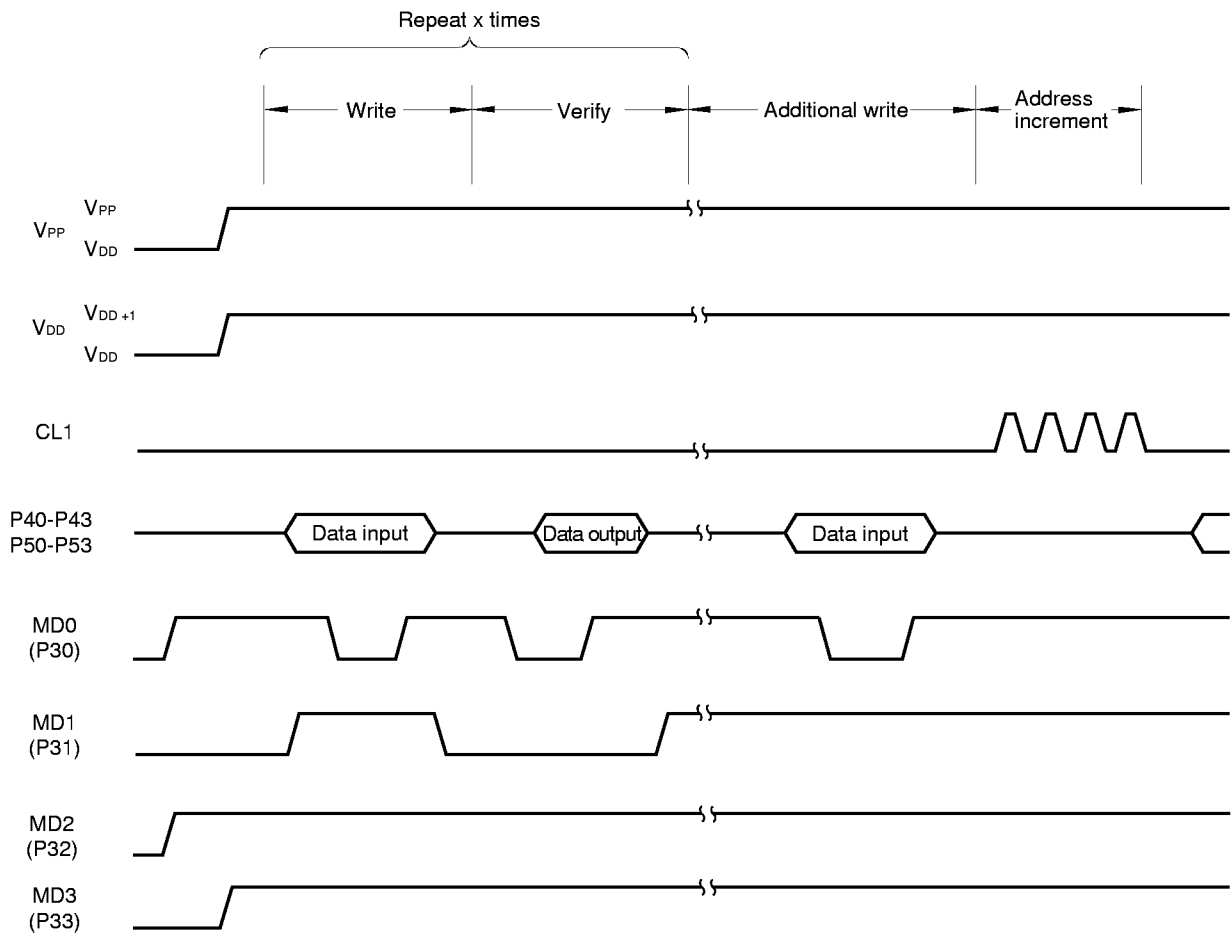 Repeat x times
Write
Verify
Additional write
Address
increment
VPP
VPP
VDD
VDD +1
VDD
VDD
CL1
P40-P43
P50-P53
Data input
Data output
Data input
MD0
(P30)
MD1
(P31)
MD2
(P32)
MD3
(P33)